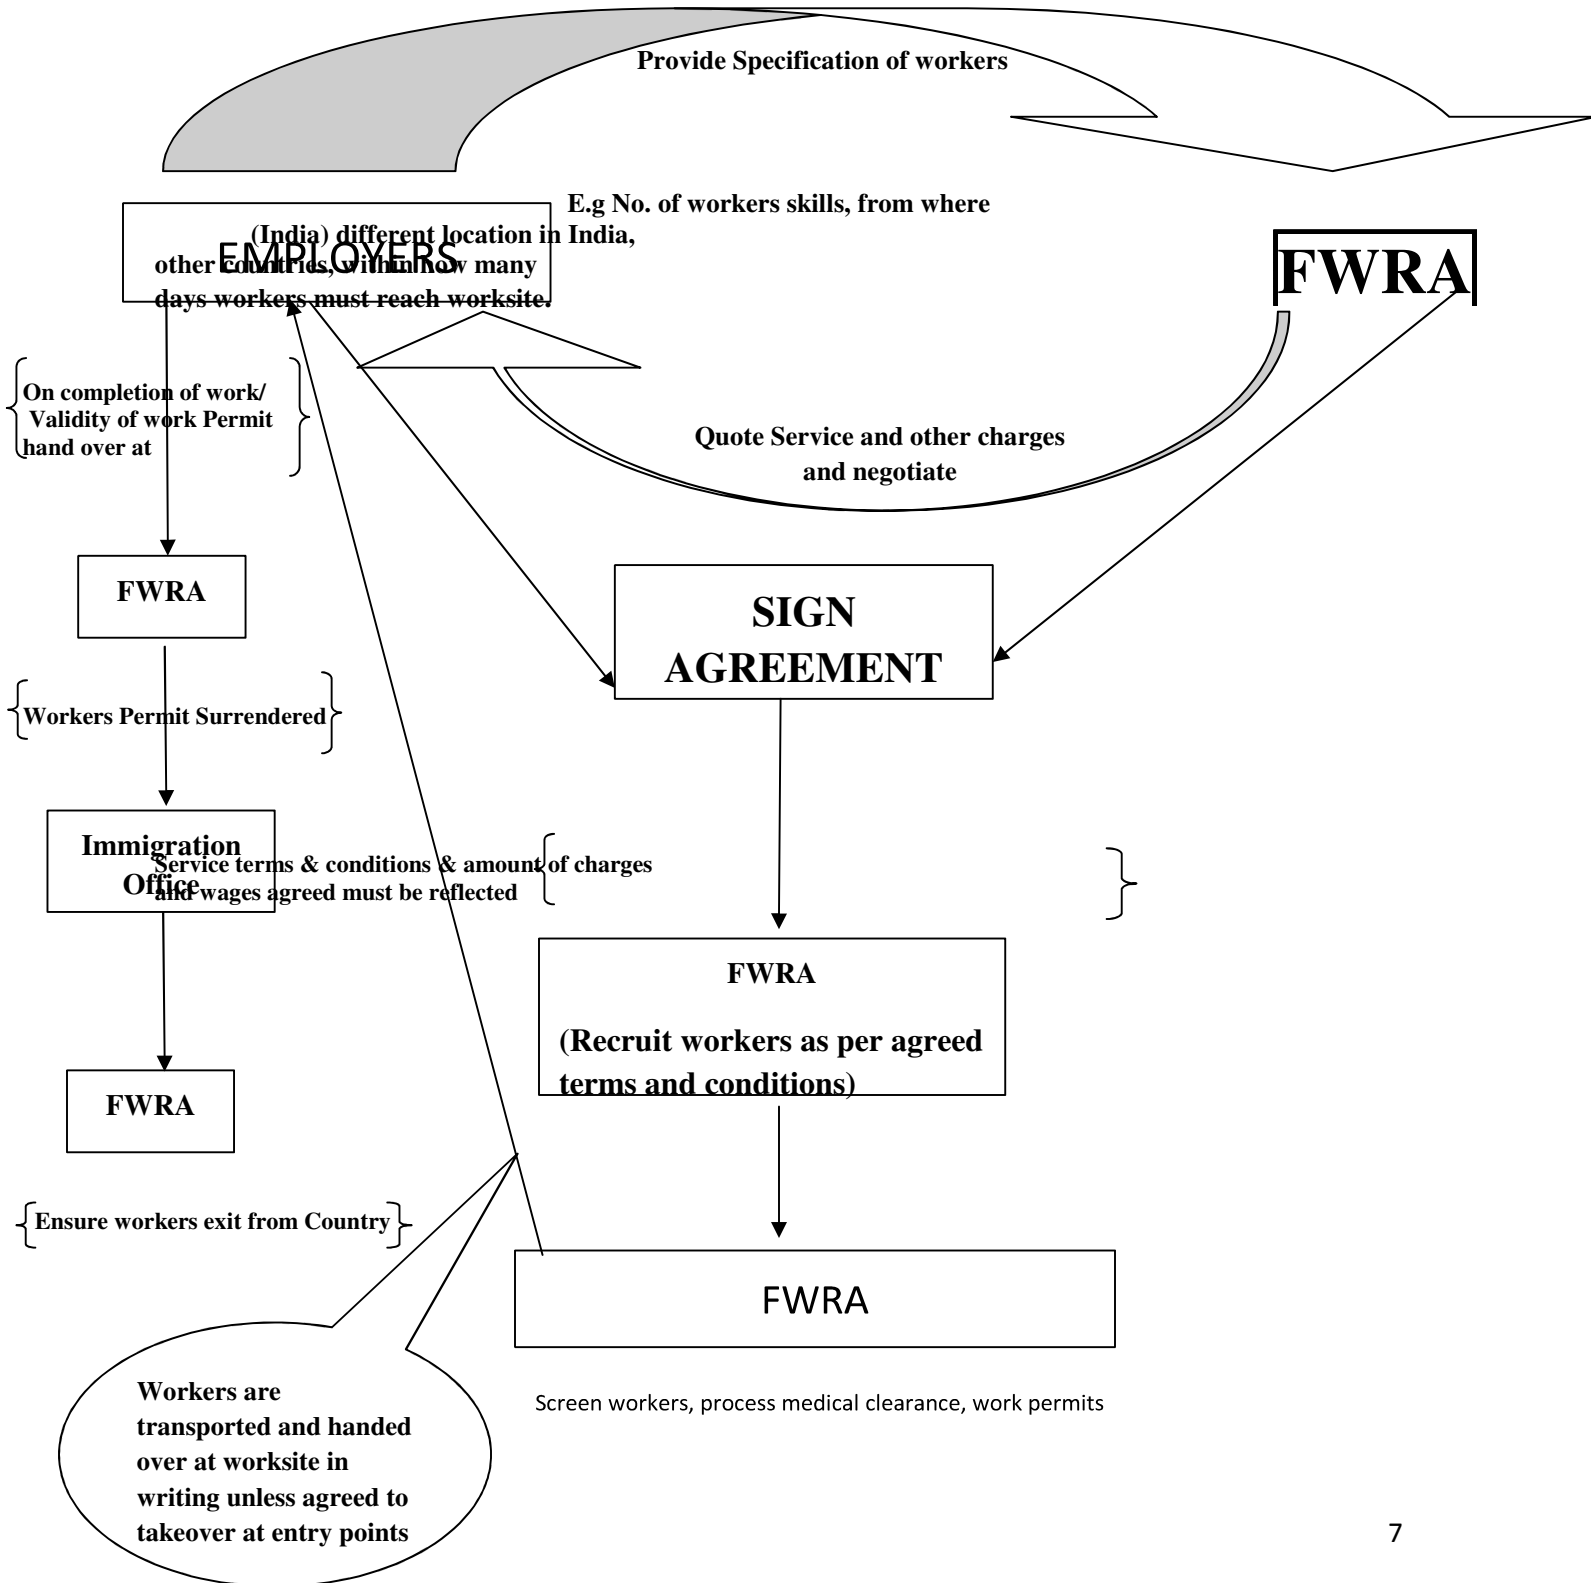 Provide Specification of workers
E.g No. of workers skills, from where
(India) different location in India,
other countries, within how many
days workers must reach worksite.
EMPLOYERS
FWRA
On completion of work/
Validity of work Permit
hand over at
Quote Service and other charges
and negotiate
FWRA
SIGN
AGREEMENT
Workers Permit Surrendered
Immigration
Office
Service terms & conditions & amount of charges
and wages agreed must be reflected
FWRA
(Recruit workers as per agreed
terms and conditions)
FWRA
Ensure workers exit from Country
FWRA
Screen workers, process medical clearance, work permits
Workers are
transported and handed
over at worksite in
writing unless agreed to
takeover at entry points
7